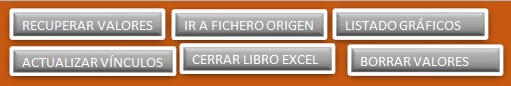 RECUPERAR VALORES
IR A FICHERO ORIGEN
LISTADO GRÁFICOS
ACTUALIZAR VÍNCULOS
CERRAR LIBRO EXCEL
BORRAR VALORES